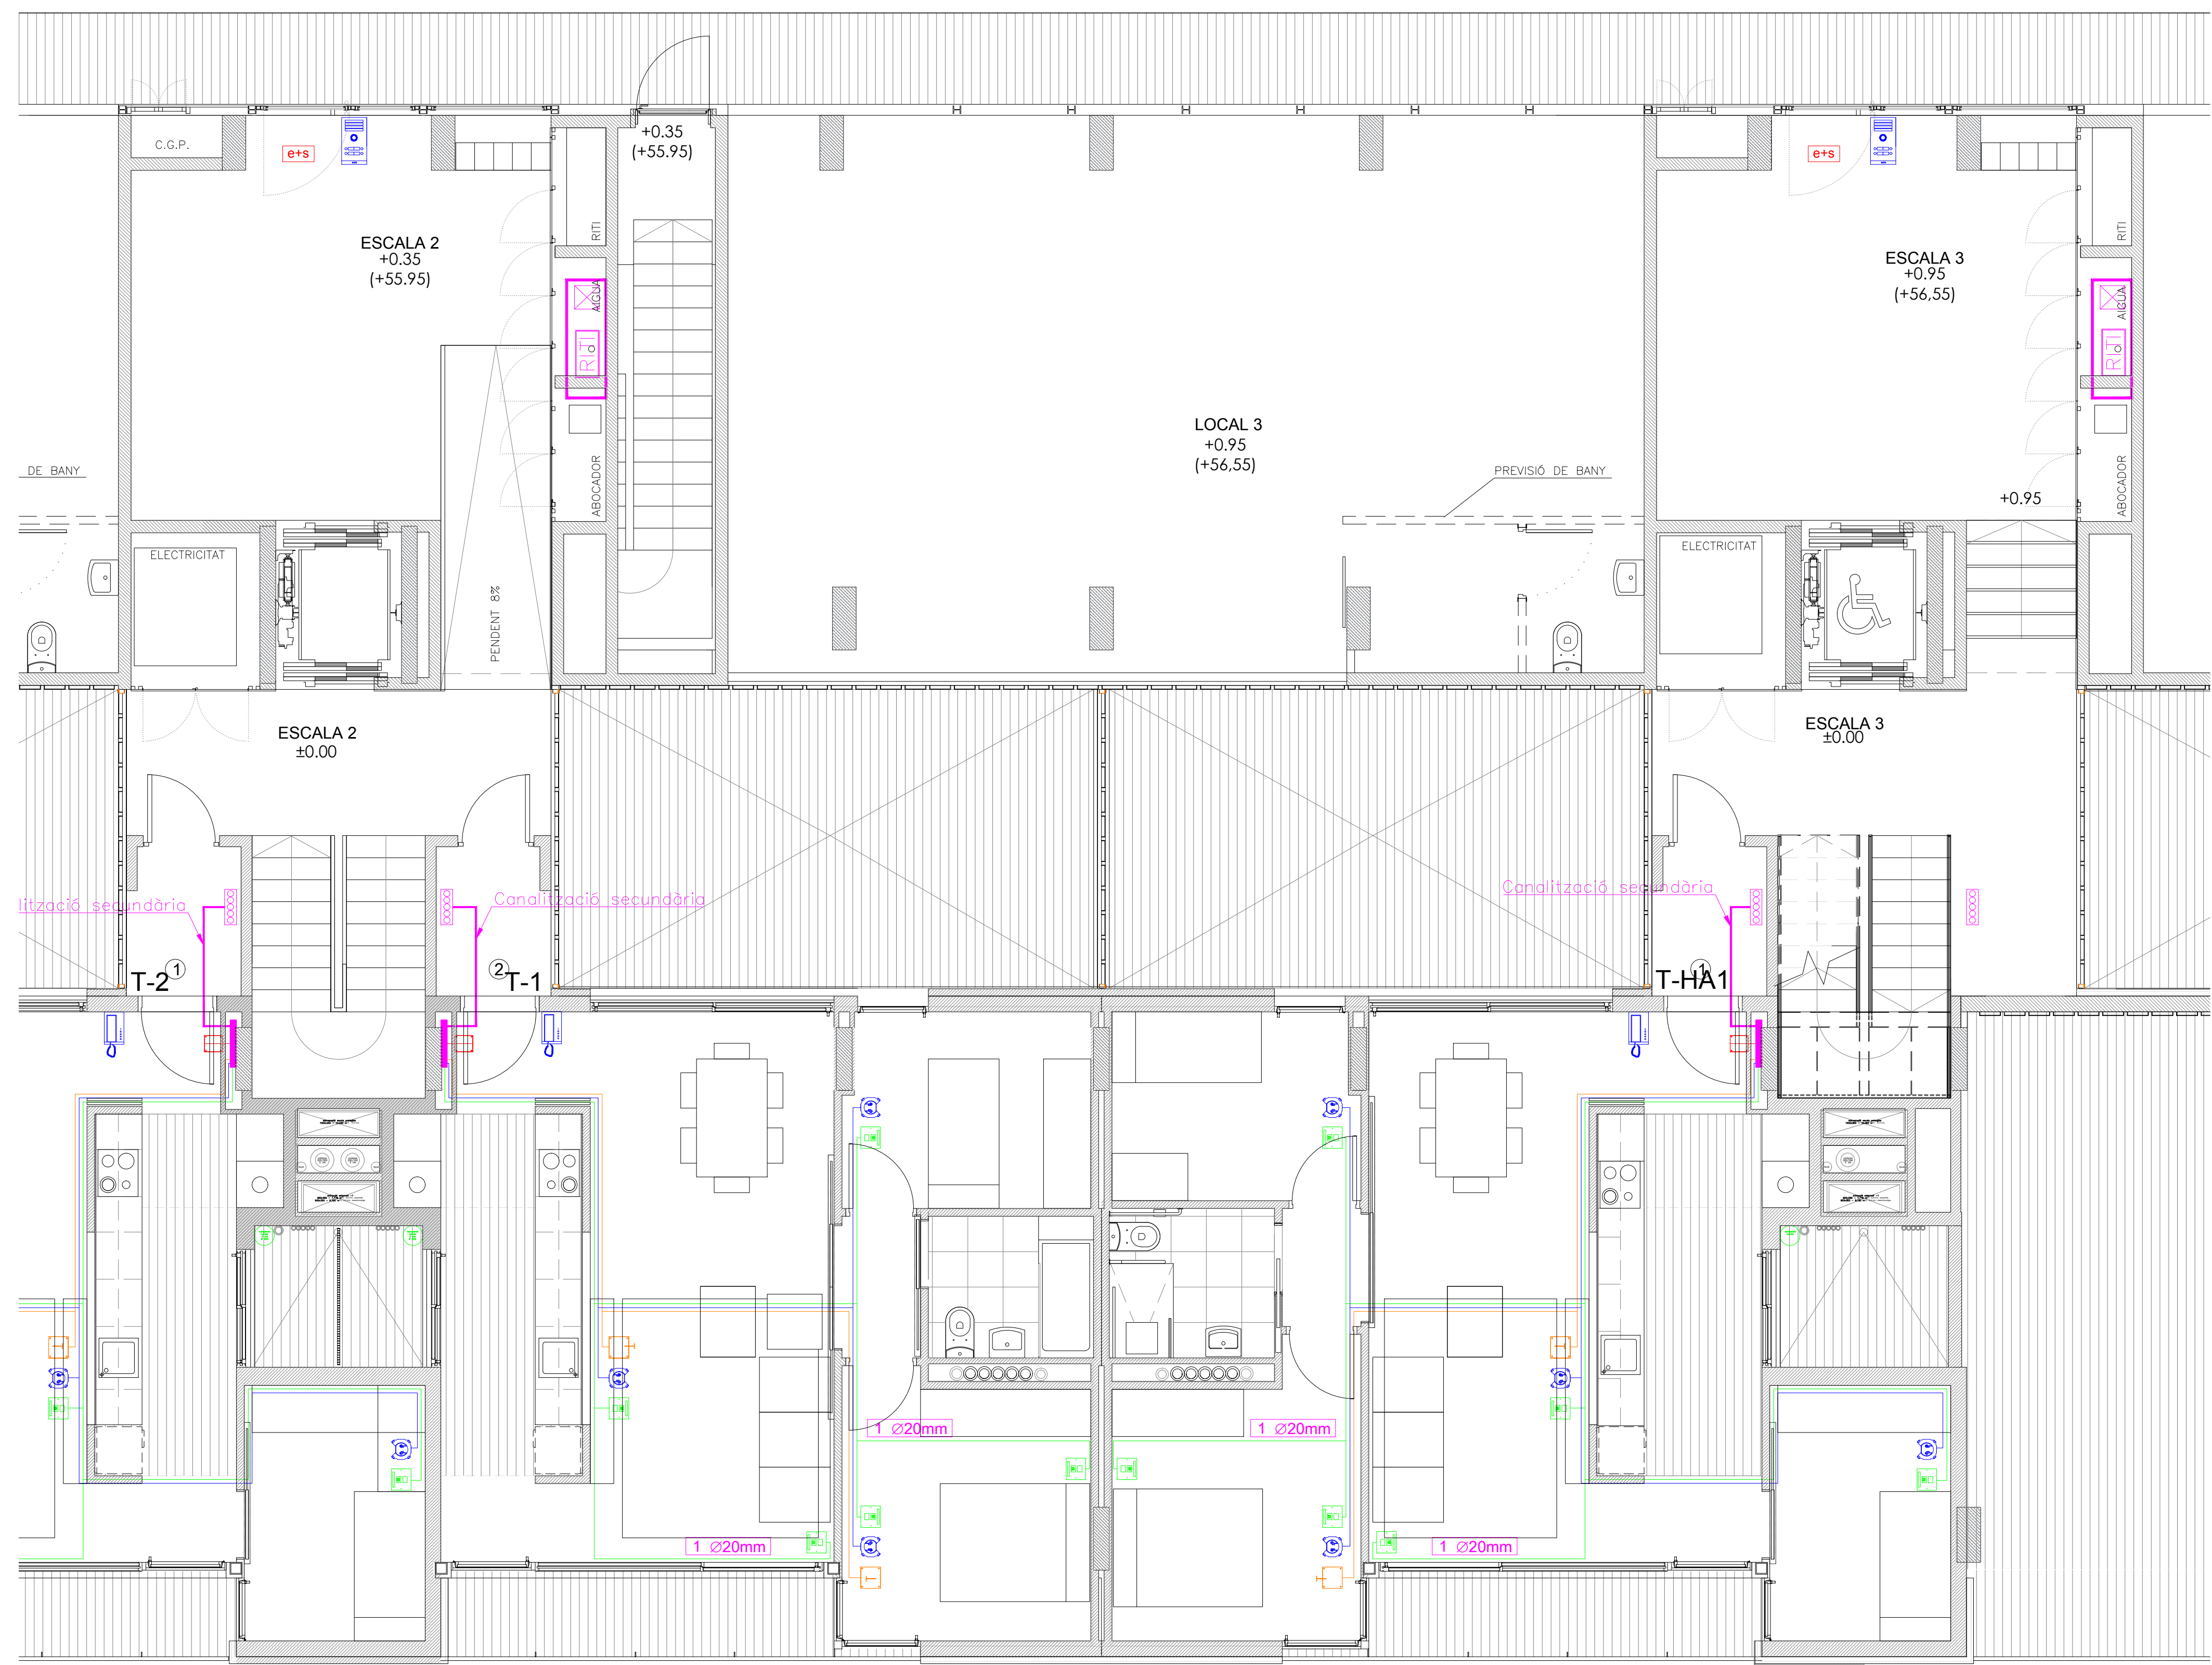 +0.35
(+55.95)
C.G.P.
e+s
e+s
RITI
RITI
ESCALA 2
+0.35
(+55.95)
ESCALA 3
+0.95
(+56,55)
AIGUA
AIGUA
RITI
RITI
LOCAL 3
+0.95
(+56,55)
DE BANY
PREVISIÓ DE BANY
ABOCADOR
+0.95
ABOCADOR
ELECTRICITAT
ELECTRICITAT
PENDENT 8%
ESCALA 2
±0.00
ESCALA 3
±0.00
lització secundària
Canalització secundària
Canalització secundària
T-2
1
2
T-1
T-HA1
1
1 Ø20mm
1 Ø20mm
1 Ø20mm
1 Ø20mm